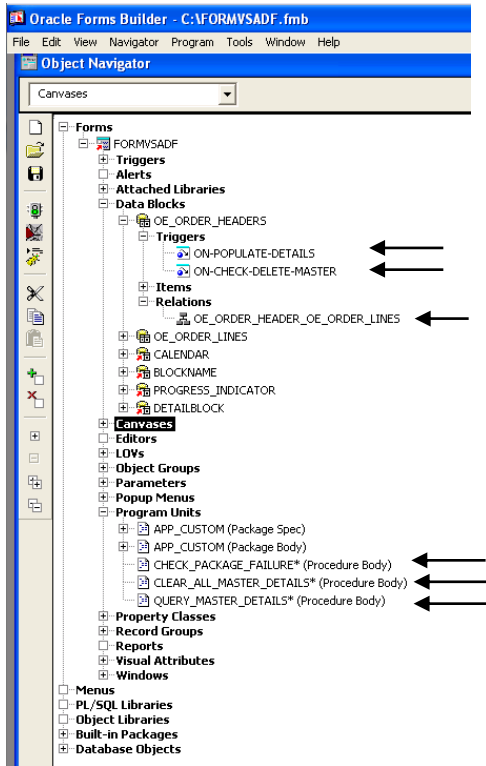 Oracle Forms Builder - C:\FORMVSADF.fmb
File Edit View Navigator Program Tools Window Help
Object Navigator
Canvases
Forms
FORMVSADF
Triggers
Alerts
Attached Libraries
Data Blocks
OE_ORDER_HEADERS
Triggers
ON-POPULATE-DETAILS
ON-CHECK-DELETE-MASTER
Items
Relations
OE_ORDER_HEADER_OE_ORDER_LINES
OE_ORDER_LINES
CALENDAR
BLOCKNAME
PROGRESS_INDICATOR
DETAILBLOCK
Canvases
Editors
LOVs
Object Groups
Parameters
Popup Menus
Program Units
APP_CUSTOM (Package Spec)
APP_CUSTOM (Package Body)
CHECK_PACKAGE_FAILURE* (Procedure Body)
CLEAR_ALL_MASTER_DETAILS* (Procedure Body)
QUERY_MASTER_DETAILS* (Procedure Body)
Property Classes
Record Groups
Reports
Visual Attributes
Windows
Menus
PL/SQL Libraries
Object Libraries
Built-in Packages
Database Objects